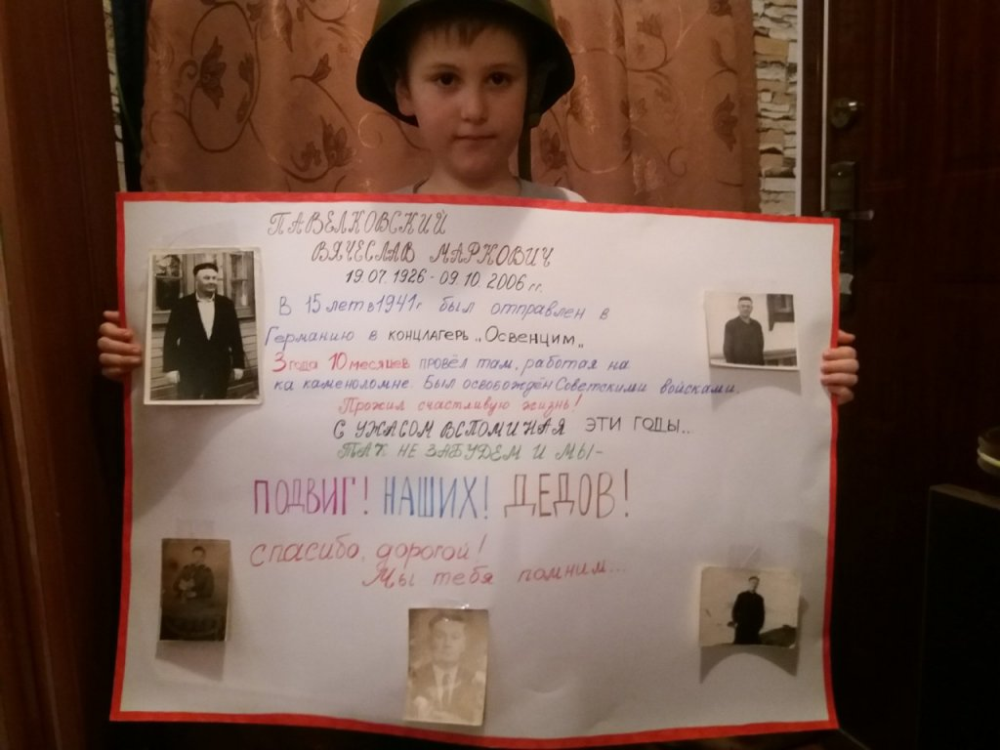 ПАВЕЛКОВСКИЙ
ВЯЧЕСЛАВ МАРКОВИЧ
19.07.1926 - 09.10.2006 гг.
В 15 лет в 1941г был отправлен в
Германию в концлагерь „Освенцим„
3 года 10 месяцев провёл там, работая на
ка каменоломне. Был освобождён Советскими войсками.
Прожил счастливую жизнь!
С УЖАСОМ ВСПОМИНАЯ ЭТИ ГОДЫ...
ТАК НЕ ЗАБУДЕМ И МЫ-
ПОДВИГ! НАШИХ! ДЕДОВ!
спасибо, дорогой!
Мы тебя помним...